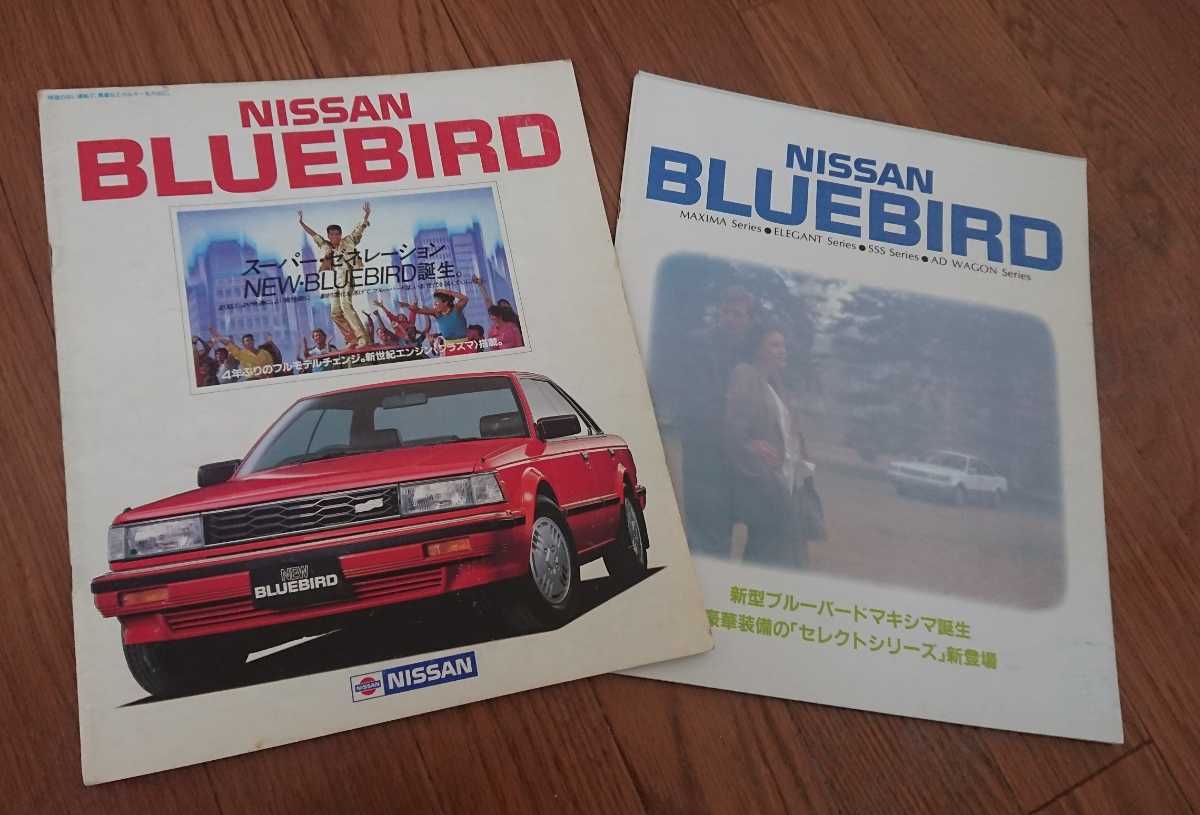 NISSAN
BLUEBIRD
スーパー・ゼネレーション
NEW・BLUEBIRD誕生。
4年ぶりのフルモデルチェンジ。新世紀エンジン〈プラズマ〉搭載。
NEW
BLUEBIRD
NISSAN
NISSAN
NISSAN
BLUEBIRD
MAXIMA Series●ELEGANT Series●SSS Series●AD WAGON Series
新型ブルーバードマキシマ誕生
豪華装備の「セレクトシリーズ」新登場